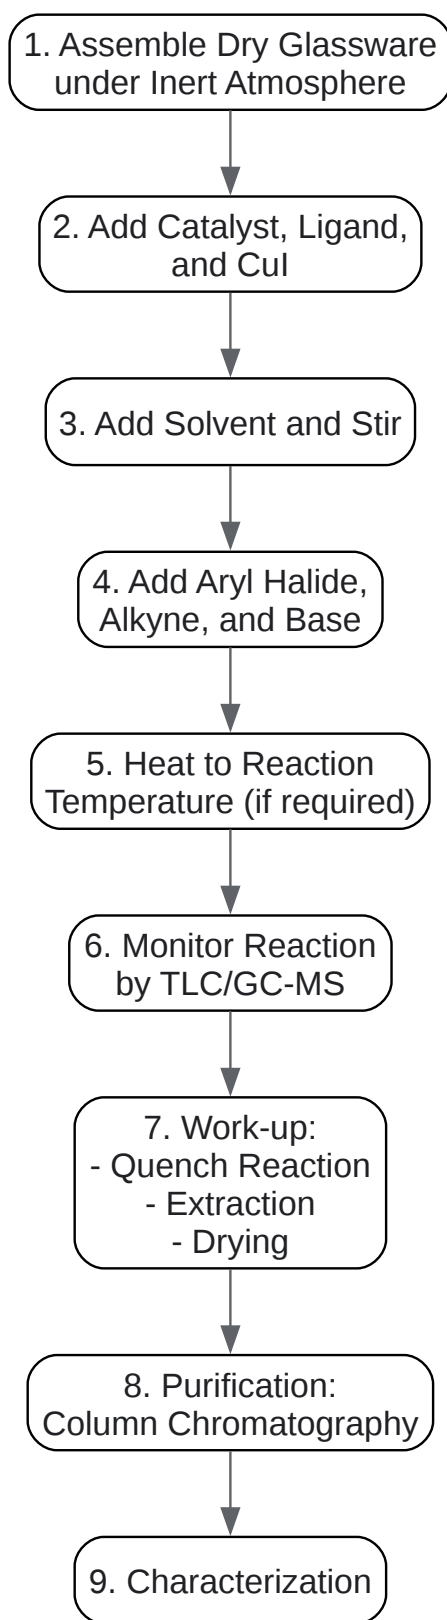 1. Assemble Dry Glassware
under Inert Atmosphere
2. Add Catalyst, Ligand,
and CuI
3. Add Solvent and Stir
4. Add Aryl Halide,
Alkyne, and Base
5. Heat to Reaction
Temperature (if required)
6. Monitor Reaction
by TLC/GC-MS
7. Work-up:
- Quench Reaction
- Extraction
- Drying
8. Purification:
Column Chromatography
9. Characterization